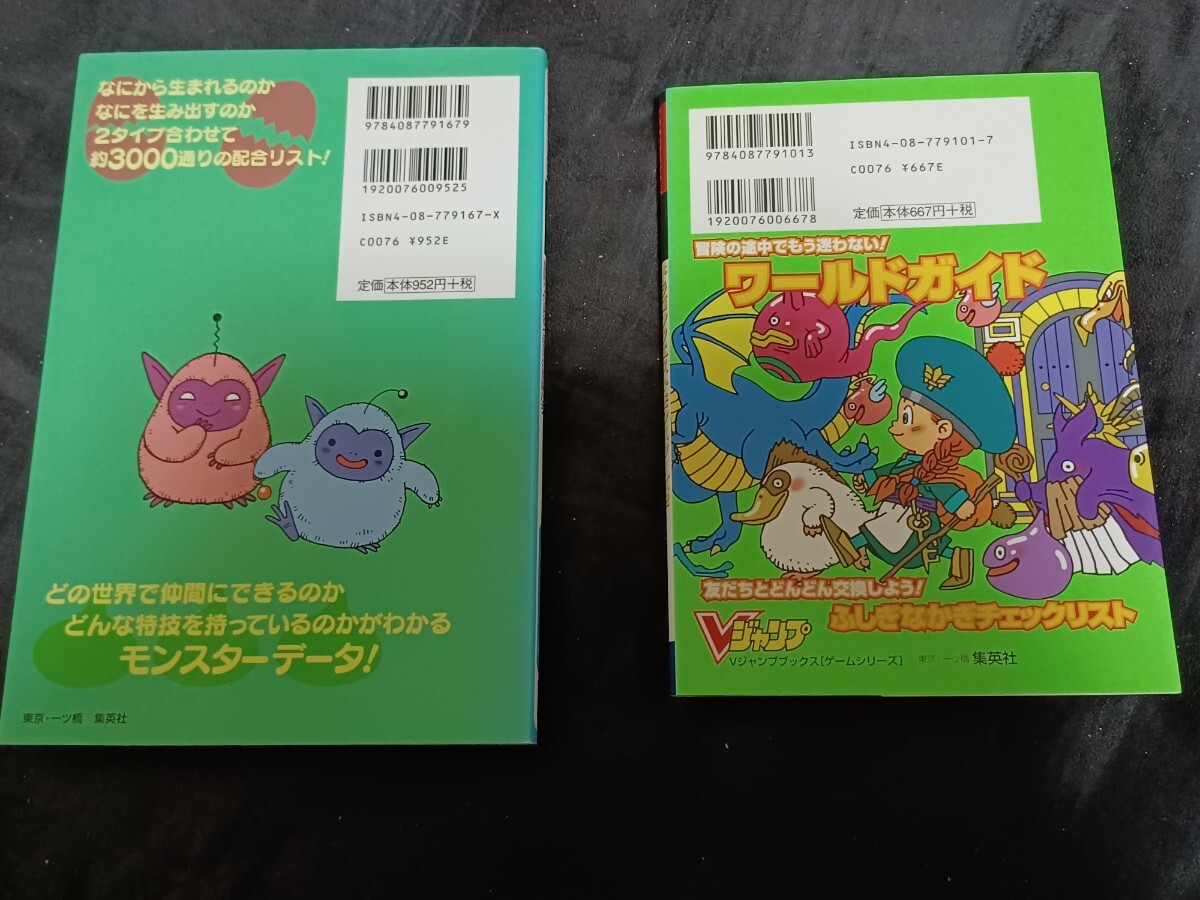 なにから生まれるのか
なにを生み出すのか
2タイプ合わせて
約3000通りの配合リスト!
9784087791679
1920076009525
ISBN4-08-779167-X
C0076 ¥952E
定価 本体952円+税
どの世界で仲間にできるのか
どんな特技を持っているのかがわかる
モンスターデータ!
東京・一ツ橋 集英社
9784087791013
ISBN4-08-779101-7
C0076 ¥667E
1920076006678
定価 本体667円+税
冒険の途中でもう迷わない!
ワールドガイド
友だちとどんどん交換しよう!
ふしぎなかぎチェックリスト
Vジャンプ
Vジャンプブックス[ゲームシリーズ]
東京・一ツ橋 集英社